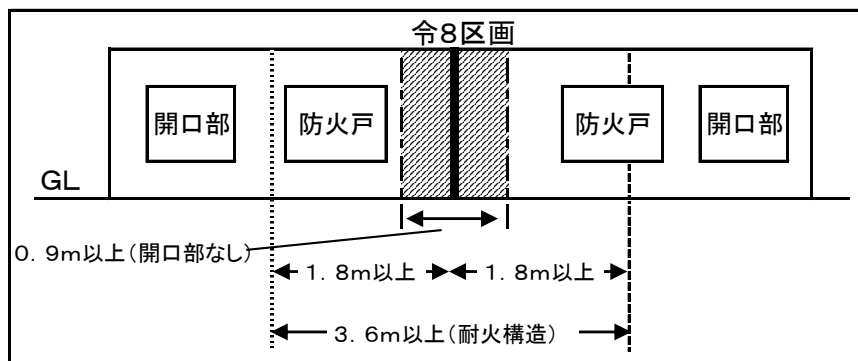 令8区画
開口部
防火戸
防火戸
開口部
GL
0.9m以上(開口部なし)
1.8m以上
1.8m以上
3.6m以上(耐火構造)